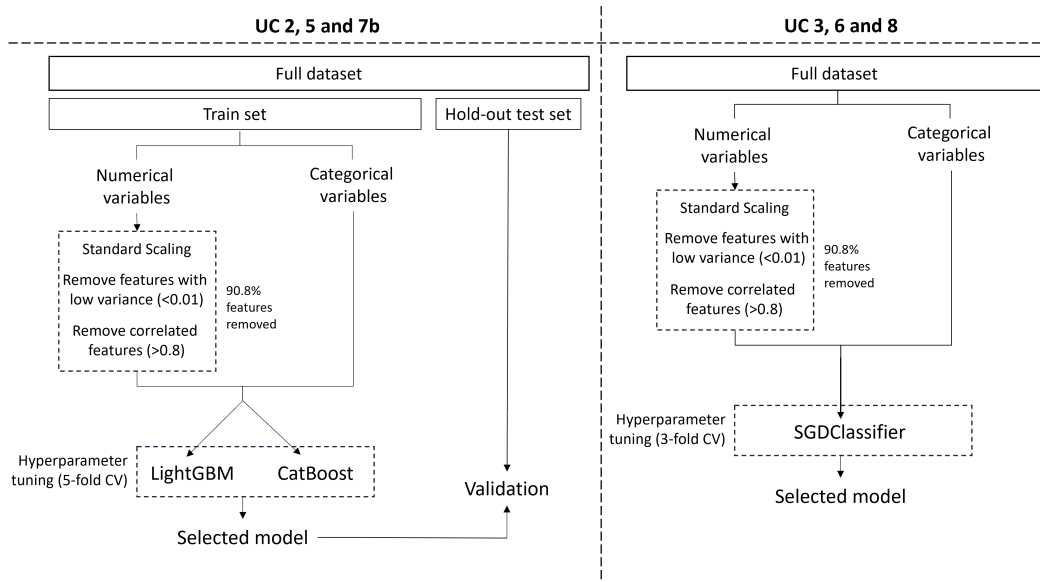 UC 2, 5 and 7b
Full dataset
Train set
Hold-out test set
Numerical
variables
Categorical
variables
Standard Scaling
Remove features with
low variance (<0.01)
Remove correlated
features (>0.8)
90.8%
features
removed
Hyperparameter
tuning (5-fold CV)
LightGBM
CatBoost
Validation
Selected model
UC 3, 6 and 8
Full dataset
Numerical
variables
Categorical
variables
Standard Scaling
Remove features with
low variance (<0.01)
Remove correlated
features (>0.8)
90.8%
features
removed
Hyperparameter
tuning (3-fold CV)
SGDClassifier
Selected model